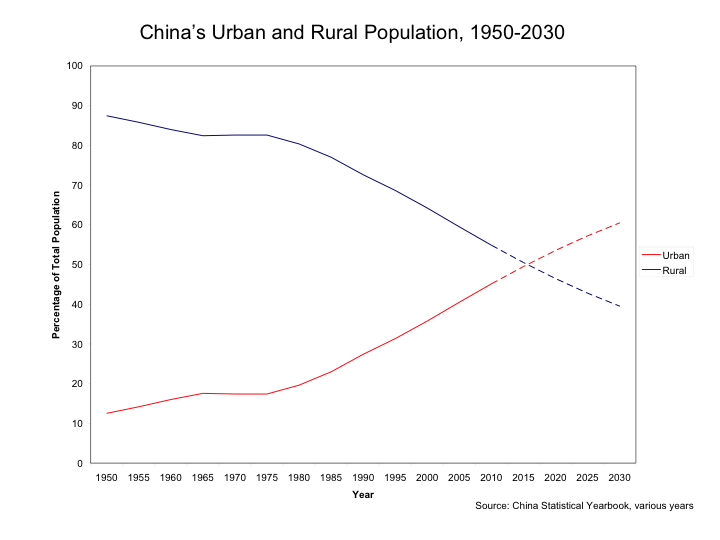 China’s Urban and Rural Population, 1950-2030
100
90
80
70
60
50
40
30
20
10
0
Percentage of Total Population
1950 1955 1960 1965 1970 1975 1980 1985 1990 1995 2000 2005 2010 2015 2020 2025 2030
Year
Urban
Rural
Source: China Statistical Yearbook, various years